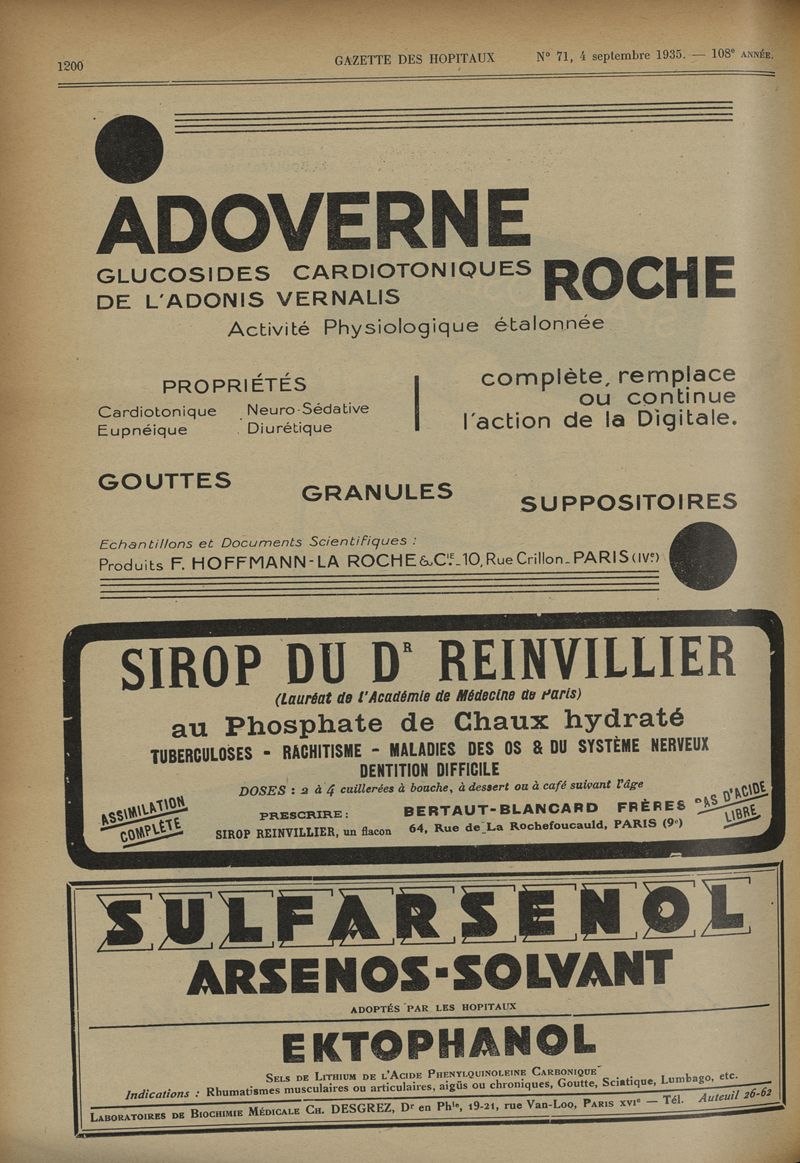 1200
GAZETTE DES HOPITAUX N° 71, 4 septembre 1935. — 108e ANNÉE.
ADOVERNE
GLUCOSIDES CARDIOTONIQUES
DE L'ADONIS VERNALIS
ROCHE
Activité Physiologique étalonnée
PROPRIÉTÉS
Cardiotonique Neuro-Sédative
Eupnéique Diurétique
complète, remplace
ou continue
l'action de la Digitale.
GOUTTES
GRANULES
SUPPOSITOIRES
Echantillons et Documents Scientifiques :
Produits F. HOFFMANN-LA ROCHE & CIE._10, Rue Crillon_PARIS (IVe)
SIROP DU DR REINVILLIER
(Lauréat de l'Académie de Médecine de Paris)
au Phosphate de Chaux hydraté
TUBERCULOSES - RACHITISME - MALADIES DES OS & DU SYSTÈME NERVEUX
DENTITION DIFFICILE
DOSES : 2 à 4 cuillerées à bouche, à dessert ou à café suivant l'âge
ASSIMILATION
COMPLÈTE
PRESCRIRE :
SIROP REINVILLIER, un flacon
BERTAUT-BLANCARD FRÈRES
64, Rue de La Rochefoucauld, PARIS (9e)
PAS D'ACIDE
LIBRE
SULFARSENOL
ARSENOS-SOLVANT
ADOPTÉS PAR LES HOPITAUX
EKTOPHANOL
SELS DE LITHIUM DE L'ACIDE PHENYLQUINOLEINE CARBONIQUE
Indications : Rhumatismes musculaires ou articulaires, aigüs ou chroniques, Goutte, Sciatique, Lumbago, etc.
LABORATOIRES DE BIOCHIMIE MÉDICALE CH. DESGREZ, Dr en Phie, 19-21, rue Van-Loo, PARIS XVIe — Tél. Auteuil 26-62